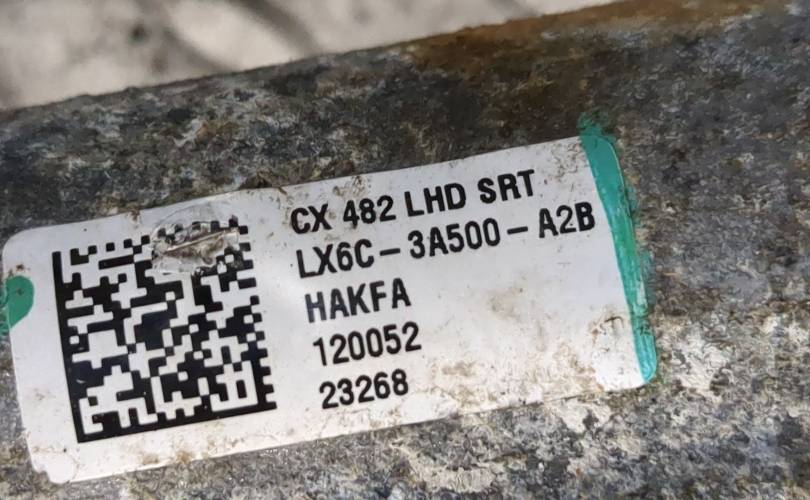 CX 482 LHD SRT
LX6C-3A500-A2B
HAKFA
120052
23268